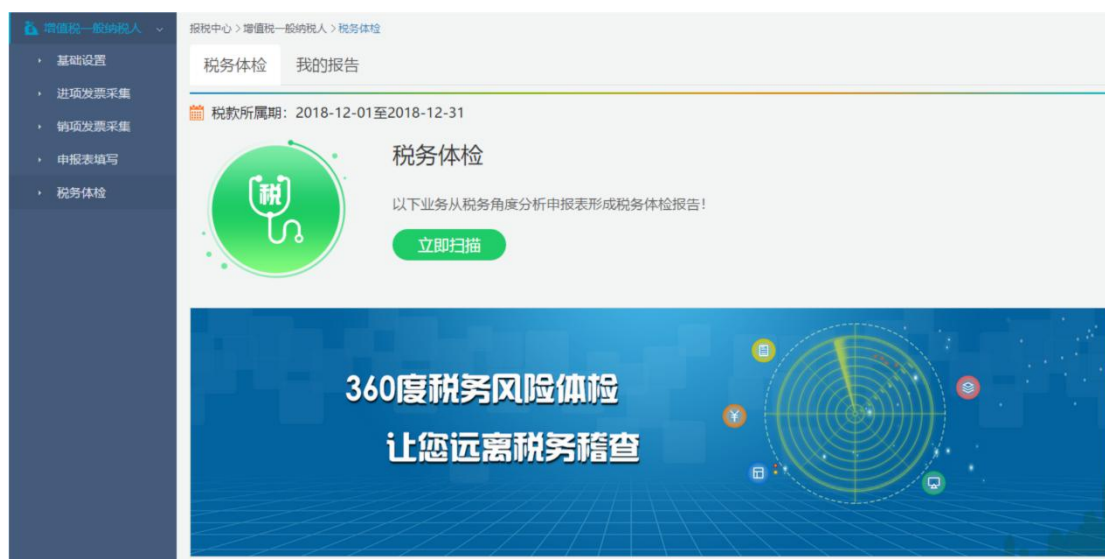 增值税一般纳税人
基础设置
进项发票采集
销项发票采集
申报表填写
税务体检
报税中心>增值税一般纳税人>税务体检
税务体检 我的报告
税款所属期：2018-12-01至2018-12-31
税
税务体检
以下业务从税务角度分析申报表形成税务体检报告！
立即扫描
360度税务风险体检
让您远离税务稽查
¥